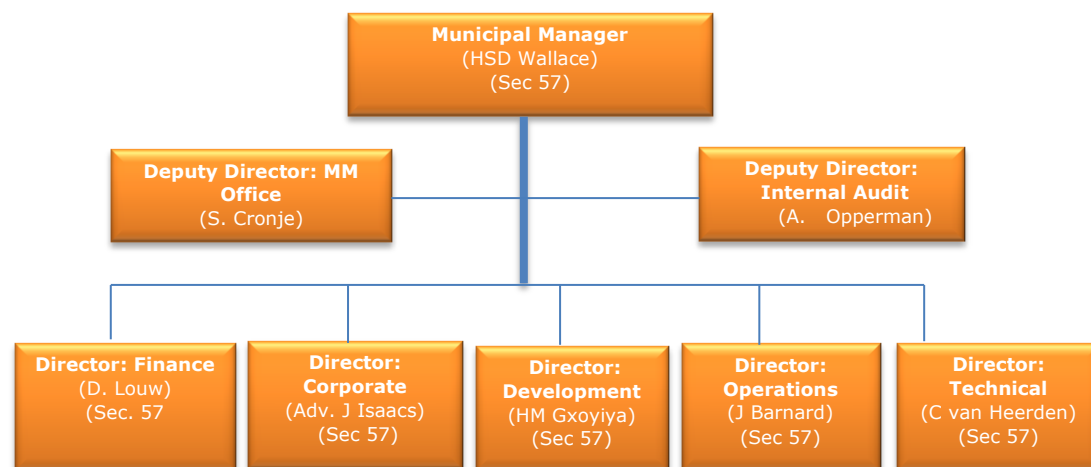 Municipal Manager
(HSD Wallace)
(Sec 57)
Deputy Director: MM
Office
(S. Cronje)
Deputy Director:
Internal Audit
(A. Opperman)
Director: Finance
(D. Louw)
(Sec. 57
Director:
Corporate
(Adv. J Isaacs)
(Sec 57)
Director:
Development
(HM Gxoyiya)
(Sec 57)
Director:
Operations
(J Barnard)
(Sec 57)
Director:
Technical
(C van Heerden)
(Sec 57)